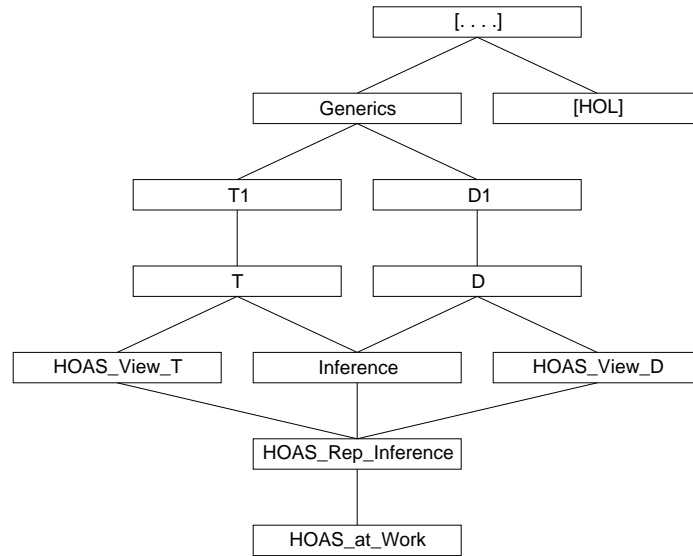 [. . . .]
Generics
[HOL]
T1
D1
T
D
HOAS_View_T
Inference
HOAS_View_D
HOAS_Rep_Inference
HOAS_at_Work